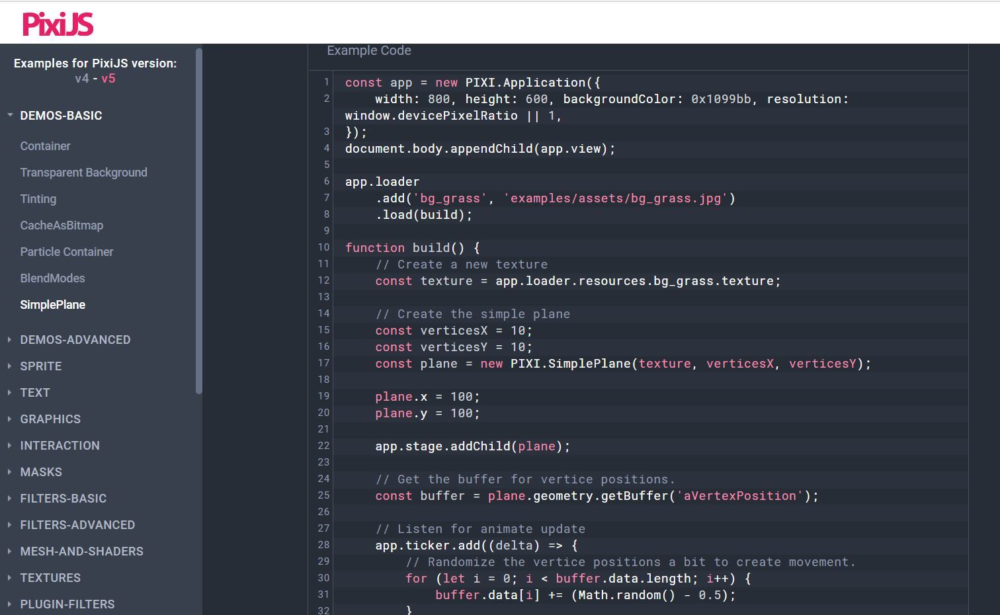 PixiJS
Examples for PixiJS version:
v4 - v5
DEMOS-BASIC
Container
Transparent Background
Tinting
CacheAsBitmap
Particle Container
BlendModes
SimplePlane
DEMOS-ADVANCED
SPRITE
TEXT
GRAPHICS
INTERACTION
MASKS
FILTERS-BASIC
FILTERS-ADVANCED
MESH-AND-SHADERS
TEXTURES
PLUGIN-FILTERS
Example Code
1 const app = new PIXI.Application({
2     width: 800, height: 600, backgroundColor: 0x1099bb, resolution:
window.devicePixelRatio || 1,
3 });
4 document.body.appendChild(app.view);
5
6 app.loader
7     .add('bg_grass', 'examples/assets/bg_grass.jpg')
8     .load(build);
9
10 function build() {
11     // Create a new texture
12     const texture = app.loader.resources.bg_grass.texture;
13
14     // Create the simple plane
15     const verticesX = 10;
16     const verticesY = 10;
17     const plane = new PIXI.SimplePlane(texture, verticesX, verticesY);
18
19     plane.x = 100;
20     plane.y = 100;
21
22     app.stage.addChild(plane);
23
24     // Get the buffer for vertice positions.
25     const buffer = plane.geometry.getBuffer('aVertexPosition');
26
27     // Listen for animate update
28     app.ticker.add((delta) => {
29         // Randomize the vertice positions a bit to create movement.
30         for (let i = 0; i < buffer.data.length; i++) {
31             buffer.data[i] += (Math.random() - 0.5);
32         }